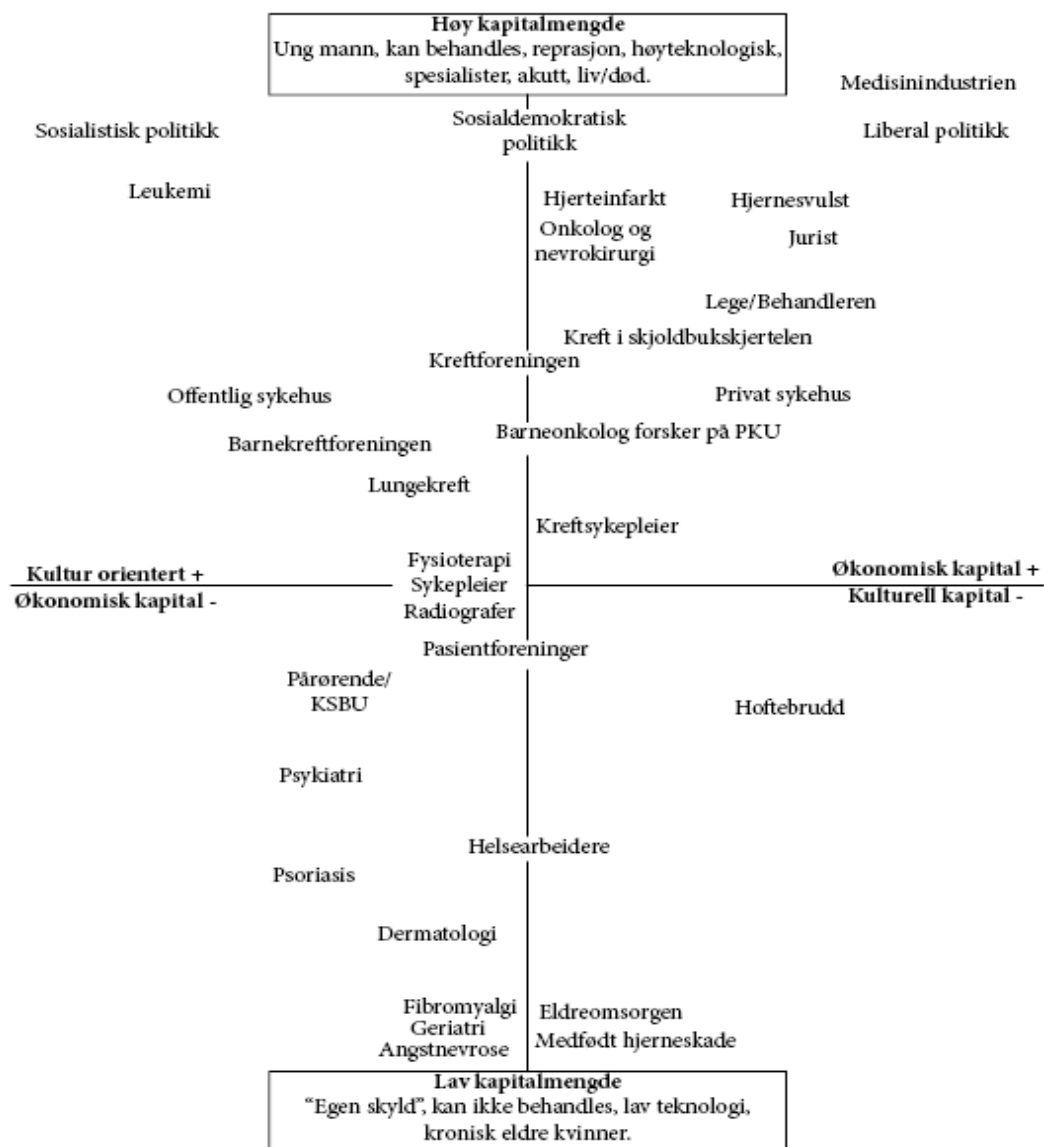 Høy kapitalmengde
Ung mann, kan behandles, reprasjon, høyteknologisk,
spesialister, akutt, liv/død.
Medisinindustrien
Sosialistisk politikk
Sosialdemokratisk
politikk
Liberal politikk
Leukemi
Hjerteinfarkt
Hjernesvulst
Onkolog og
nevrokirurgi
Jurist
Lege/Behandleren
Kreft i skjoldbukskjertelen
Kreftforeningen
Offentlig sykehus
Privat sykehus
Barneonkolog forsker på PKU
Barnekreftforeningen
Lungekreft
Kreftsykepleier
Fysioterapi
Sykepleier
Radiografer
Kultur orientert +
Økonomisk kapital -
Økonomisk kapital +
Kulturell kapital -
Pasientforeninger
Pårørende/
KSBU
Hoftebrudd
Psykiatri
Helsearbeidere
Psoriasis
Dermatologi
Fibromyalgi
Geriatri
Angstnevrose
Eldreomsorgen
Medfødt hjerneskade
Lav kapitalmengde
“Egen skyld”, kan ikke behandles, lav teknologi,
kronisk eldre kvinner.